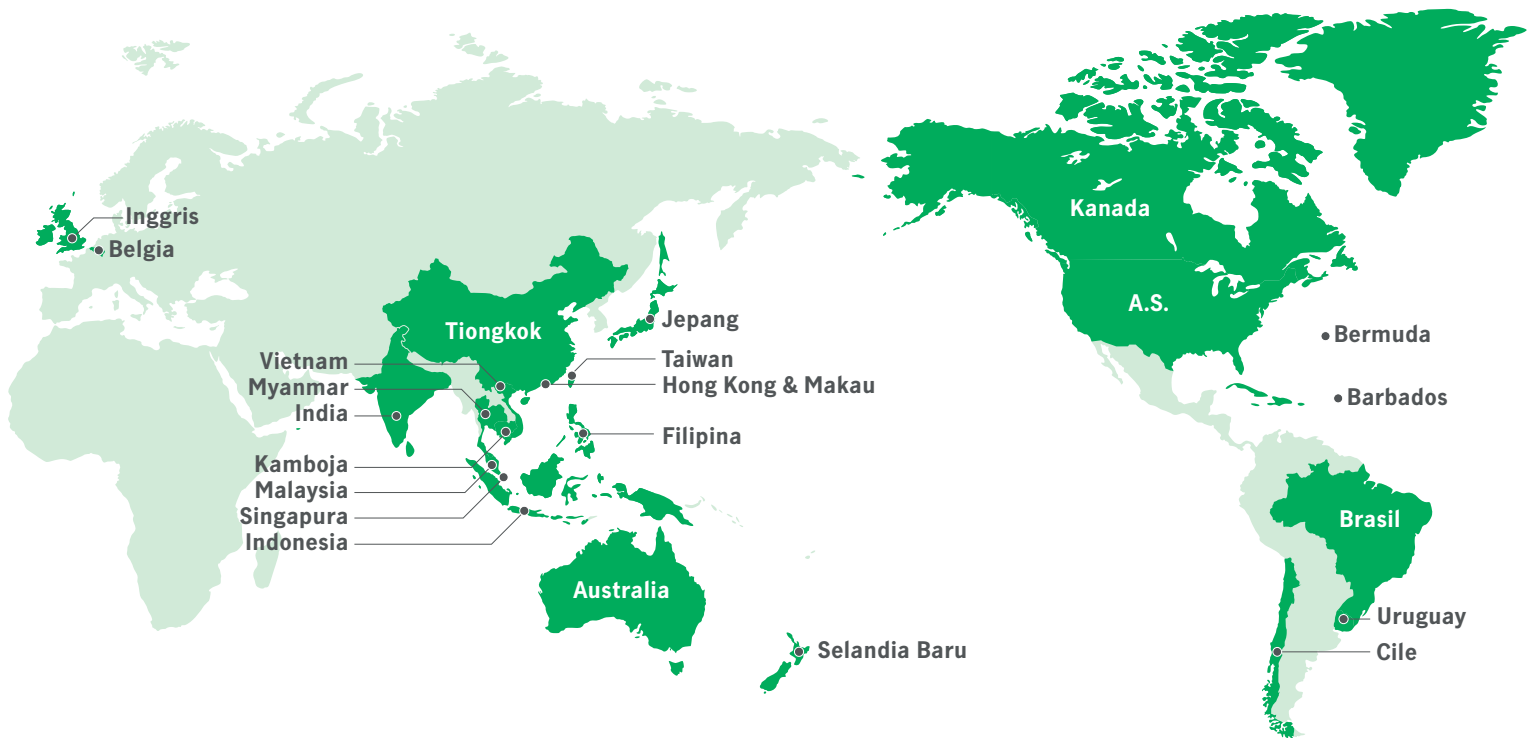 Inggris
Belgia
Tiongkok
Jepang
Vietnam
Taiwan
Myanmar
Hong Kong & Makau
India
Filipina
Kamboja
Malaysia
Singapura
Indonesia
Australia
Selandia Baru
Kanada
A.S.
Bermuda
Barbados
Brasil
Uruguay
Cile